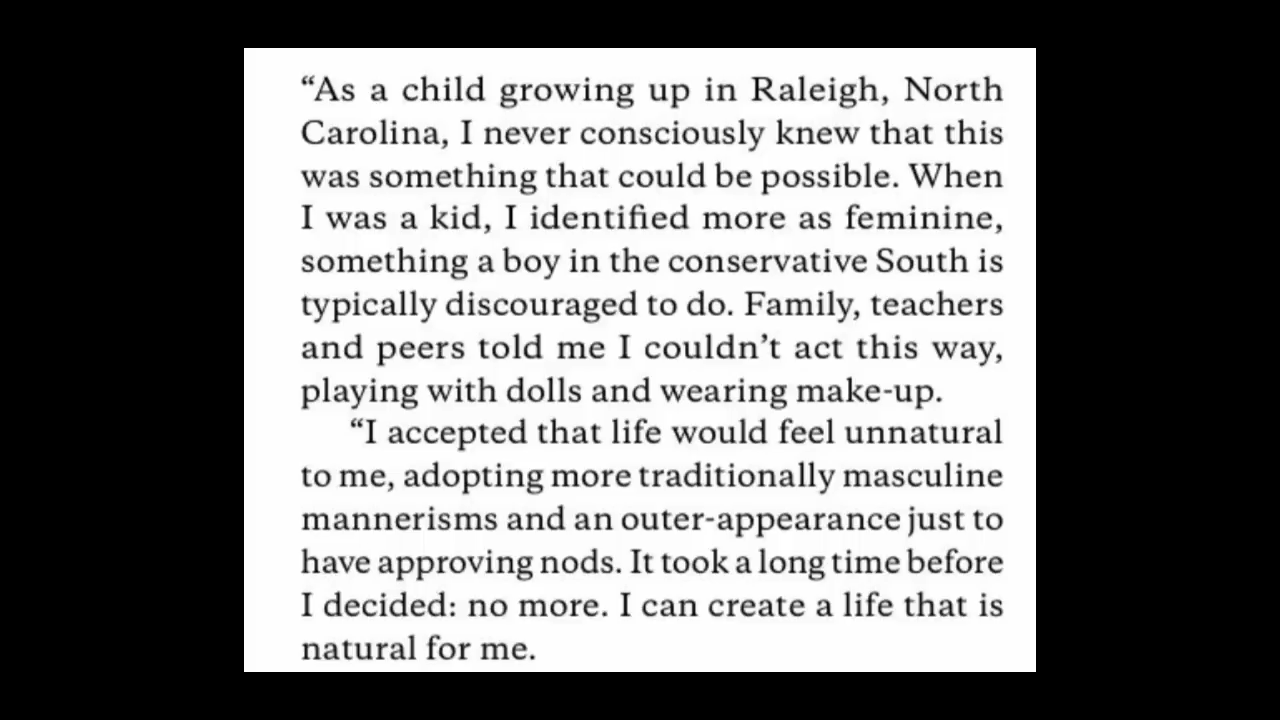 “As a child growing up in Raleigh, North
Carolina, I never consciously knew that this
was something that could be possible. When
I was a kid, I identified more as feminine,
something a boy in the conservative South is
typically discouraged to do. Family, teachers
and peers told me I couldn’t act this way,
playing with dolls and wearing make-up.
“I accepted that life would feel unnatural
to me, adopting more traditionally masculine
mannerisms and an outer-appearance just to
have approving nods. It took a long time before
I decided: no more. I can create a life that is
natural for me.